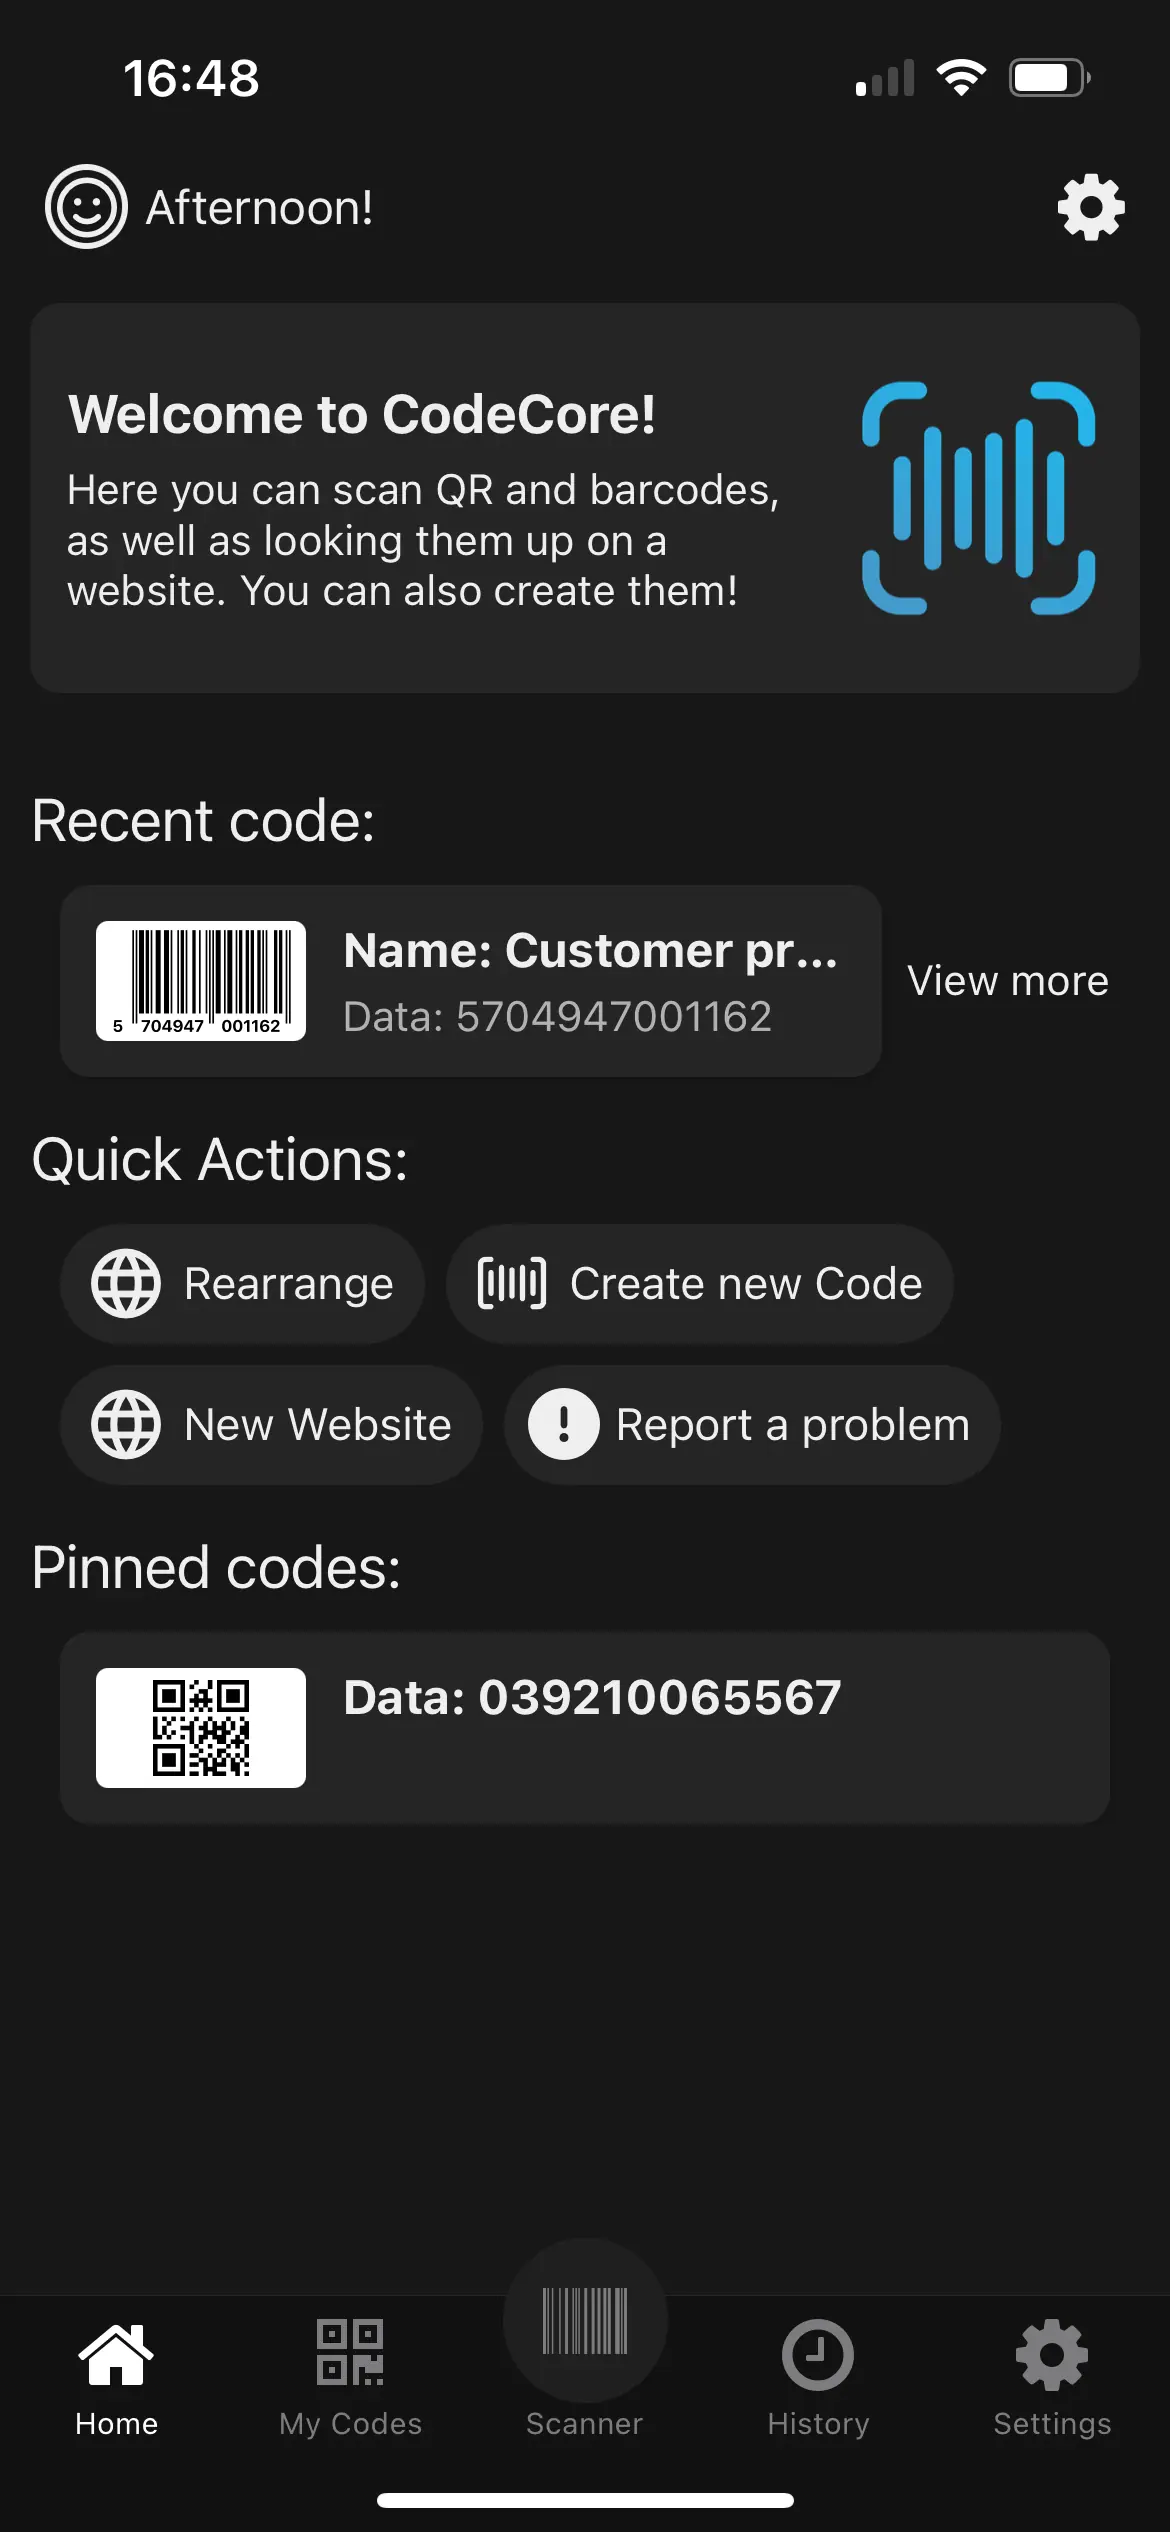 16:48
Afternoon!
Welcome to CodeCore!
Here you can scan QR and barcodes,
as well as looking them up on a
website. You can also create them!
Recent code:
Name: Customer pr...
Data: 5704947001162
5 704947 001162
View more
Quick Actions:
Rearrange
Create new Code
New Website
Report a problem
Pinned codes:
Data: 039210065567
Home
My Codes
Scanner
History
Settings